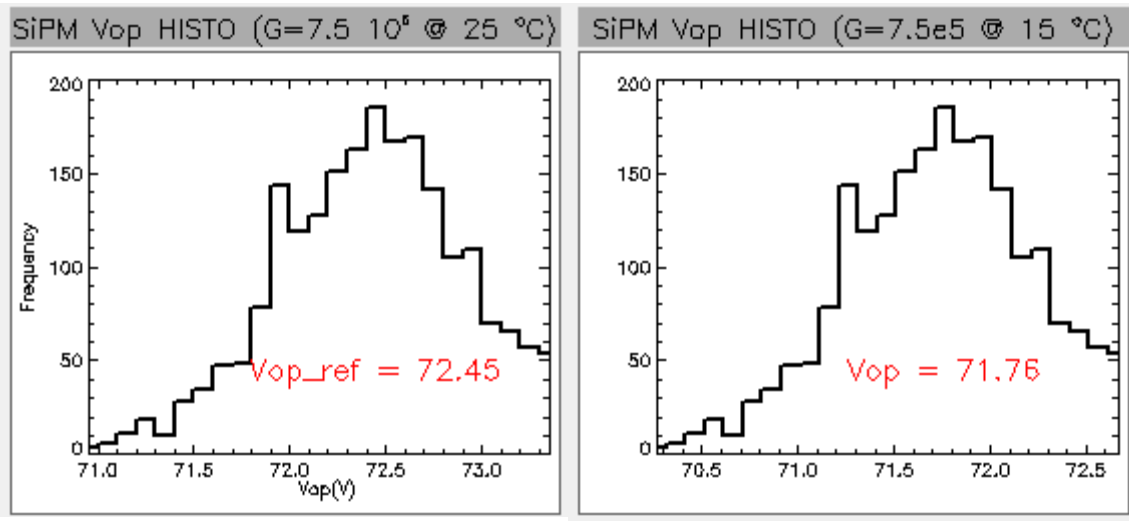 SiPM Vop HISTO (G=7.5 10⁵ @ 25 °C)
200
150
100
50
0
Frequency
Vop_ref = 72.45
71.0 71.5 72.0 72.5 73.0
Vop(V)
SiPM Vop HISTO (G=7.5e5 @ 15 °C)
200
150
100
50
0
Vop = 71.76
70.5 71.0 71.5 72.0 72.5